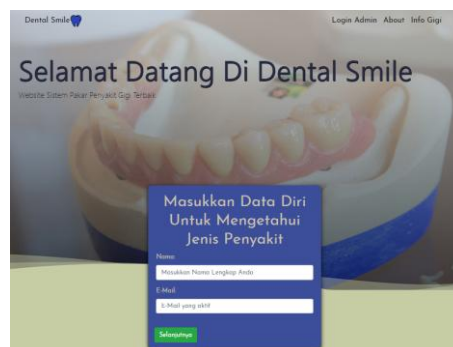 Dental Smile
Login Admin About Info Gigi
Selamat Datang Di Dental Smile
Website Sistem Pakar Penyakit Gigi Terbaik
Masukkan Data Diri
Untuk Mengetahui
Jenis Penyakit
Nama:
Masukkan Nama Lengkap Anda
E-Mail:
E-Mail yang aktif
Selanjutnya